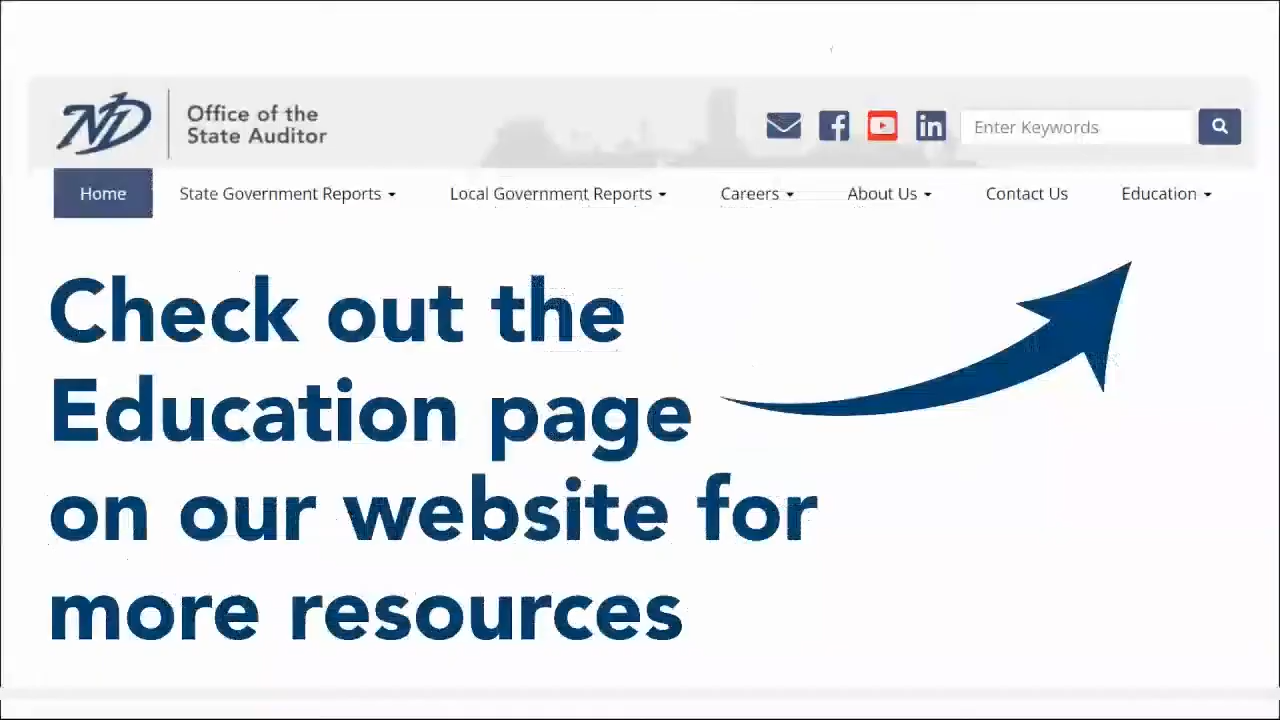 ND
Office of the
State Auditor
Enter Keywords
Home State Government Reports Local Government Reports Careers About Us Contact Us Education
Check out the
Education page
on our website for
more resources